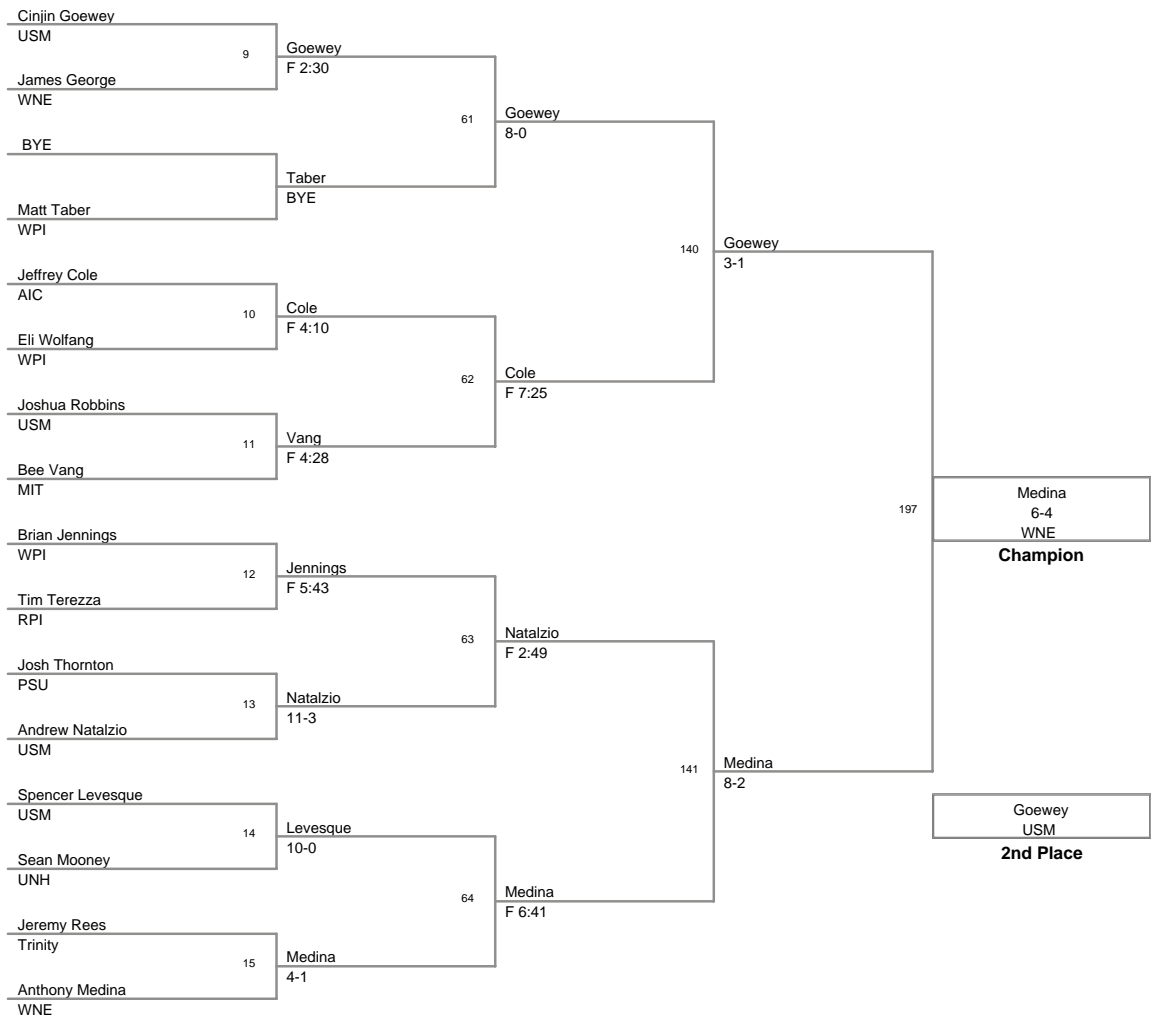 Cinjin Goewey
USM
9
Goewey
F 2:30
James George
WNE
61
Goewey
8-0
BYE
Taber
BYE
Matt Taber
WPI
140
Goewey
3-1
Jeffrey Cole
AIC
10
Cole
F 4:10
Eli Wolfang
WPI
62
Cole
F 7:25
Joshua Robbins
USM
11
Vang
F 4:28
Bee Vang
MIT
197
Medina
6-4
WNE
Champion
Brian Jennings
WPI
12
Jennings
F 5:43
Tim Terezza
RPI
63
Natalzio
F 2:49
Josh Thornton
PSU
13
Natalzio
11-3
Andrew Natalzio
USM
141
Medina
8-2
Spencer Levesque
USM
14
Levesque
10-0
Sean Mooney
UNH
Goewey
USM
2nd Place
64
Medina
F 6:41
Jeremy Rees
Trinity
15
Medina
4-1
Anthony Medina
WNE